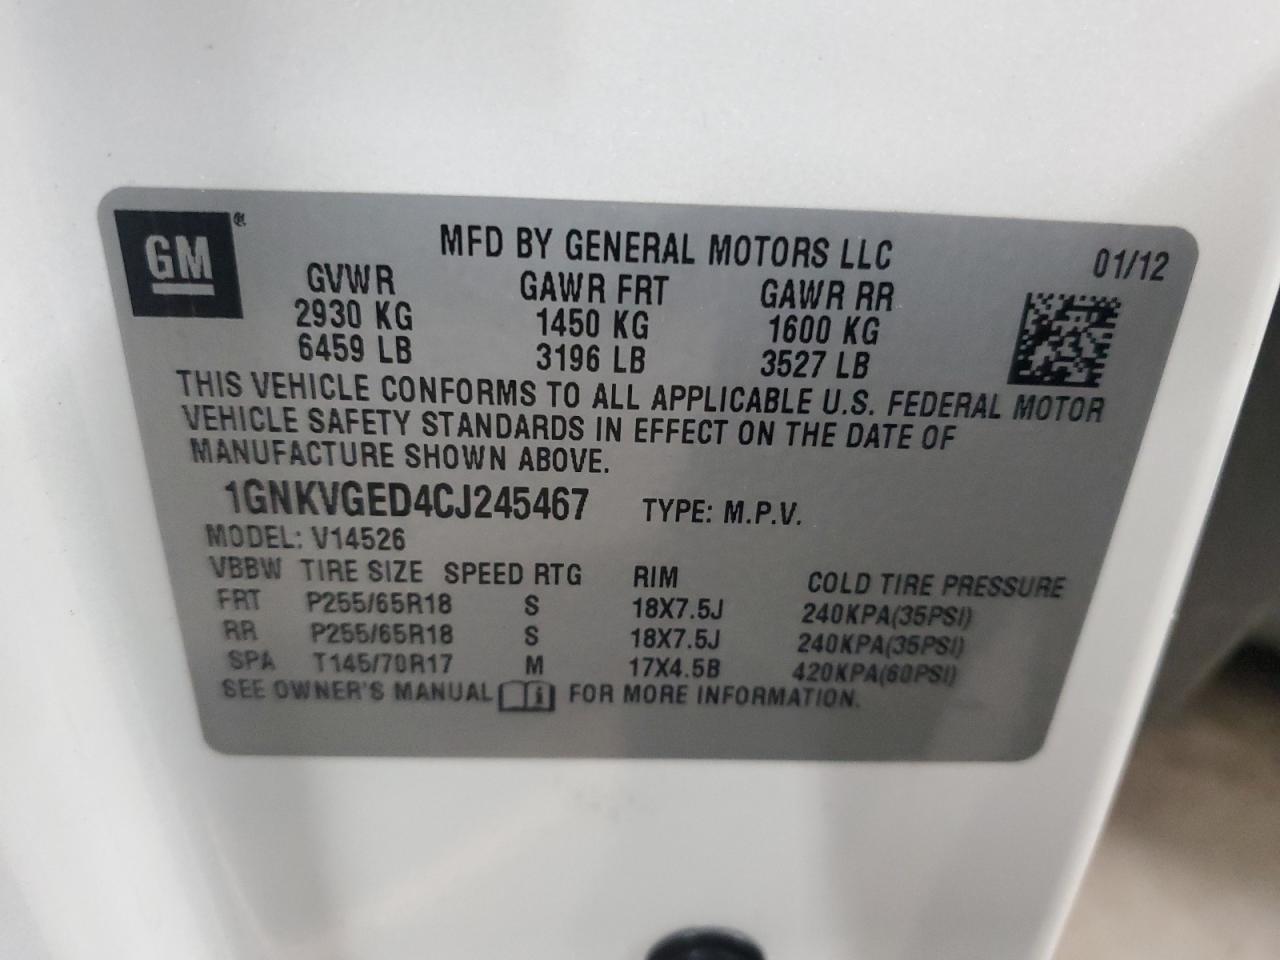 GM®
MFD BY GENERAL MOTORS LLC 01/12
GVWR GAWR FRT GAWR RR
2930 KG 1450 KG 1600 KG
6459 LB 3196 LB 3527 LB
THIS VEHICLE CONFORMS TO ALL APPLICABLE U.S. FEDERAL MOTOR
VEHICLE SAFETY STANDARDS IN EFFECT ON THE DATE OF
MANUFACTURE SHOWN ABOVE.
1GNKVGED4CJ245467 TYPE: M.P.V.
MODEL: V14526
VBBW TIRE SIZE SPEED RTG RIM COLD TIRE PRESSURE
FRT P255/65R18 S 18X7.5J 240KPA(35PSI)
RR P255/65R18 S 18X7.5J 240KPA(35PSI)
SPA T145/70R17 M 17X4.5B 420KPA(60PSI)
SEE OWNER'S MANUAL i FOR MORE INFORMATION.